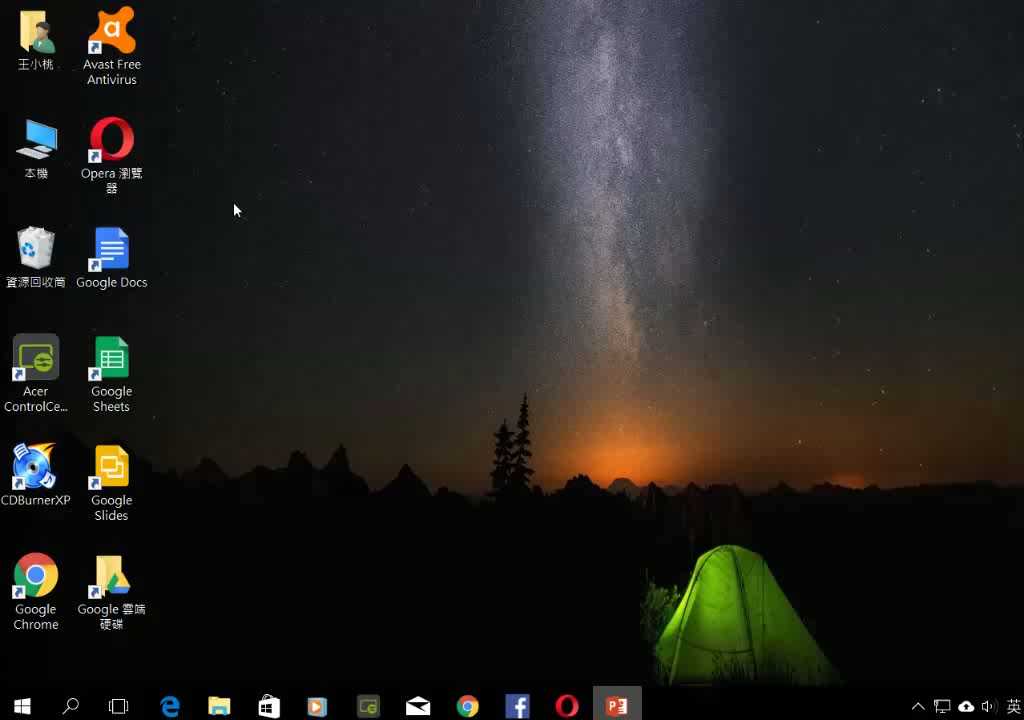 王小桃 .
Avast Free
Antivirus
本機
Opera 瀏覽
器
資源回收筒
Google Docs
Acer
ControlCe...
Google
Sheets
CDBurnerXP
Google
Slides
Google
Chrome
Google 雲端
硬碟
英